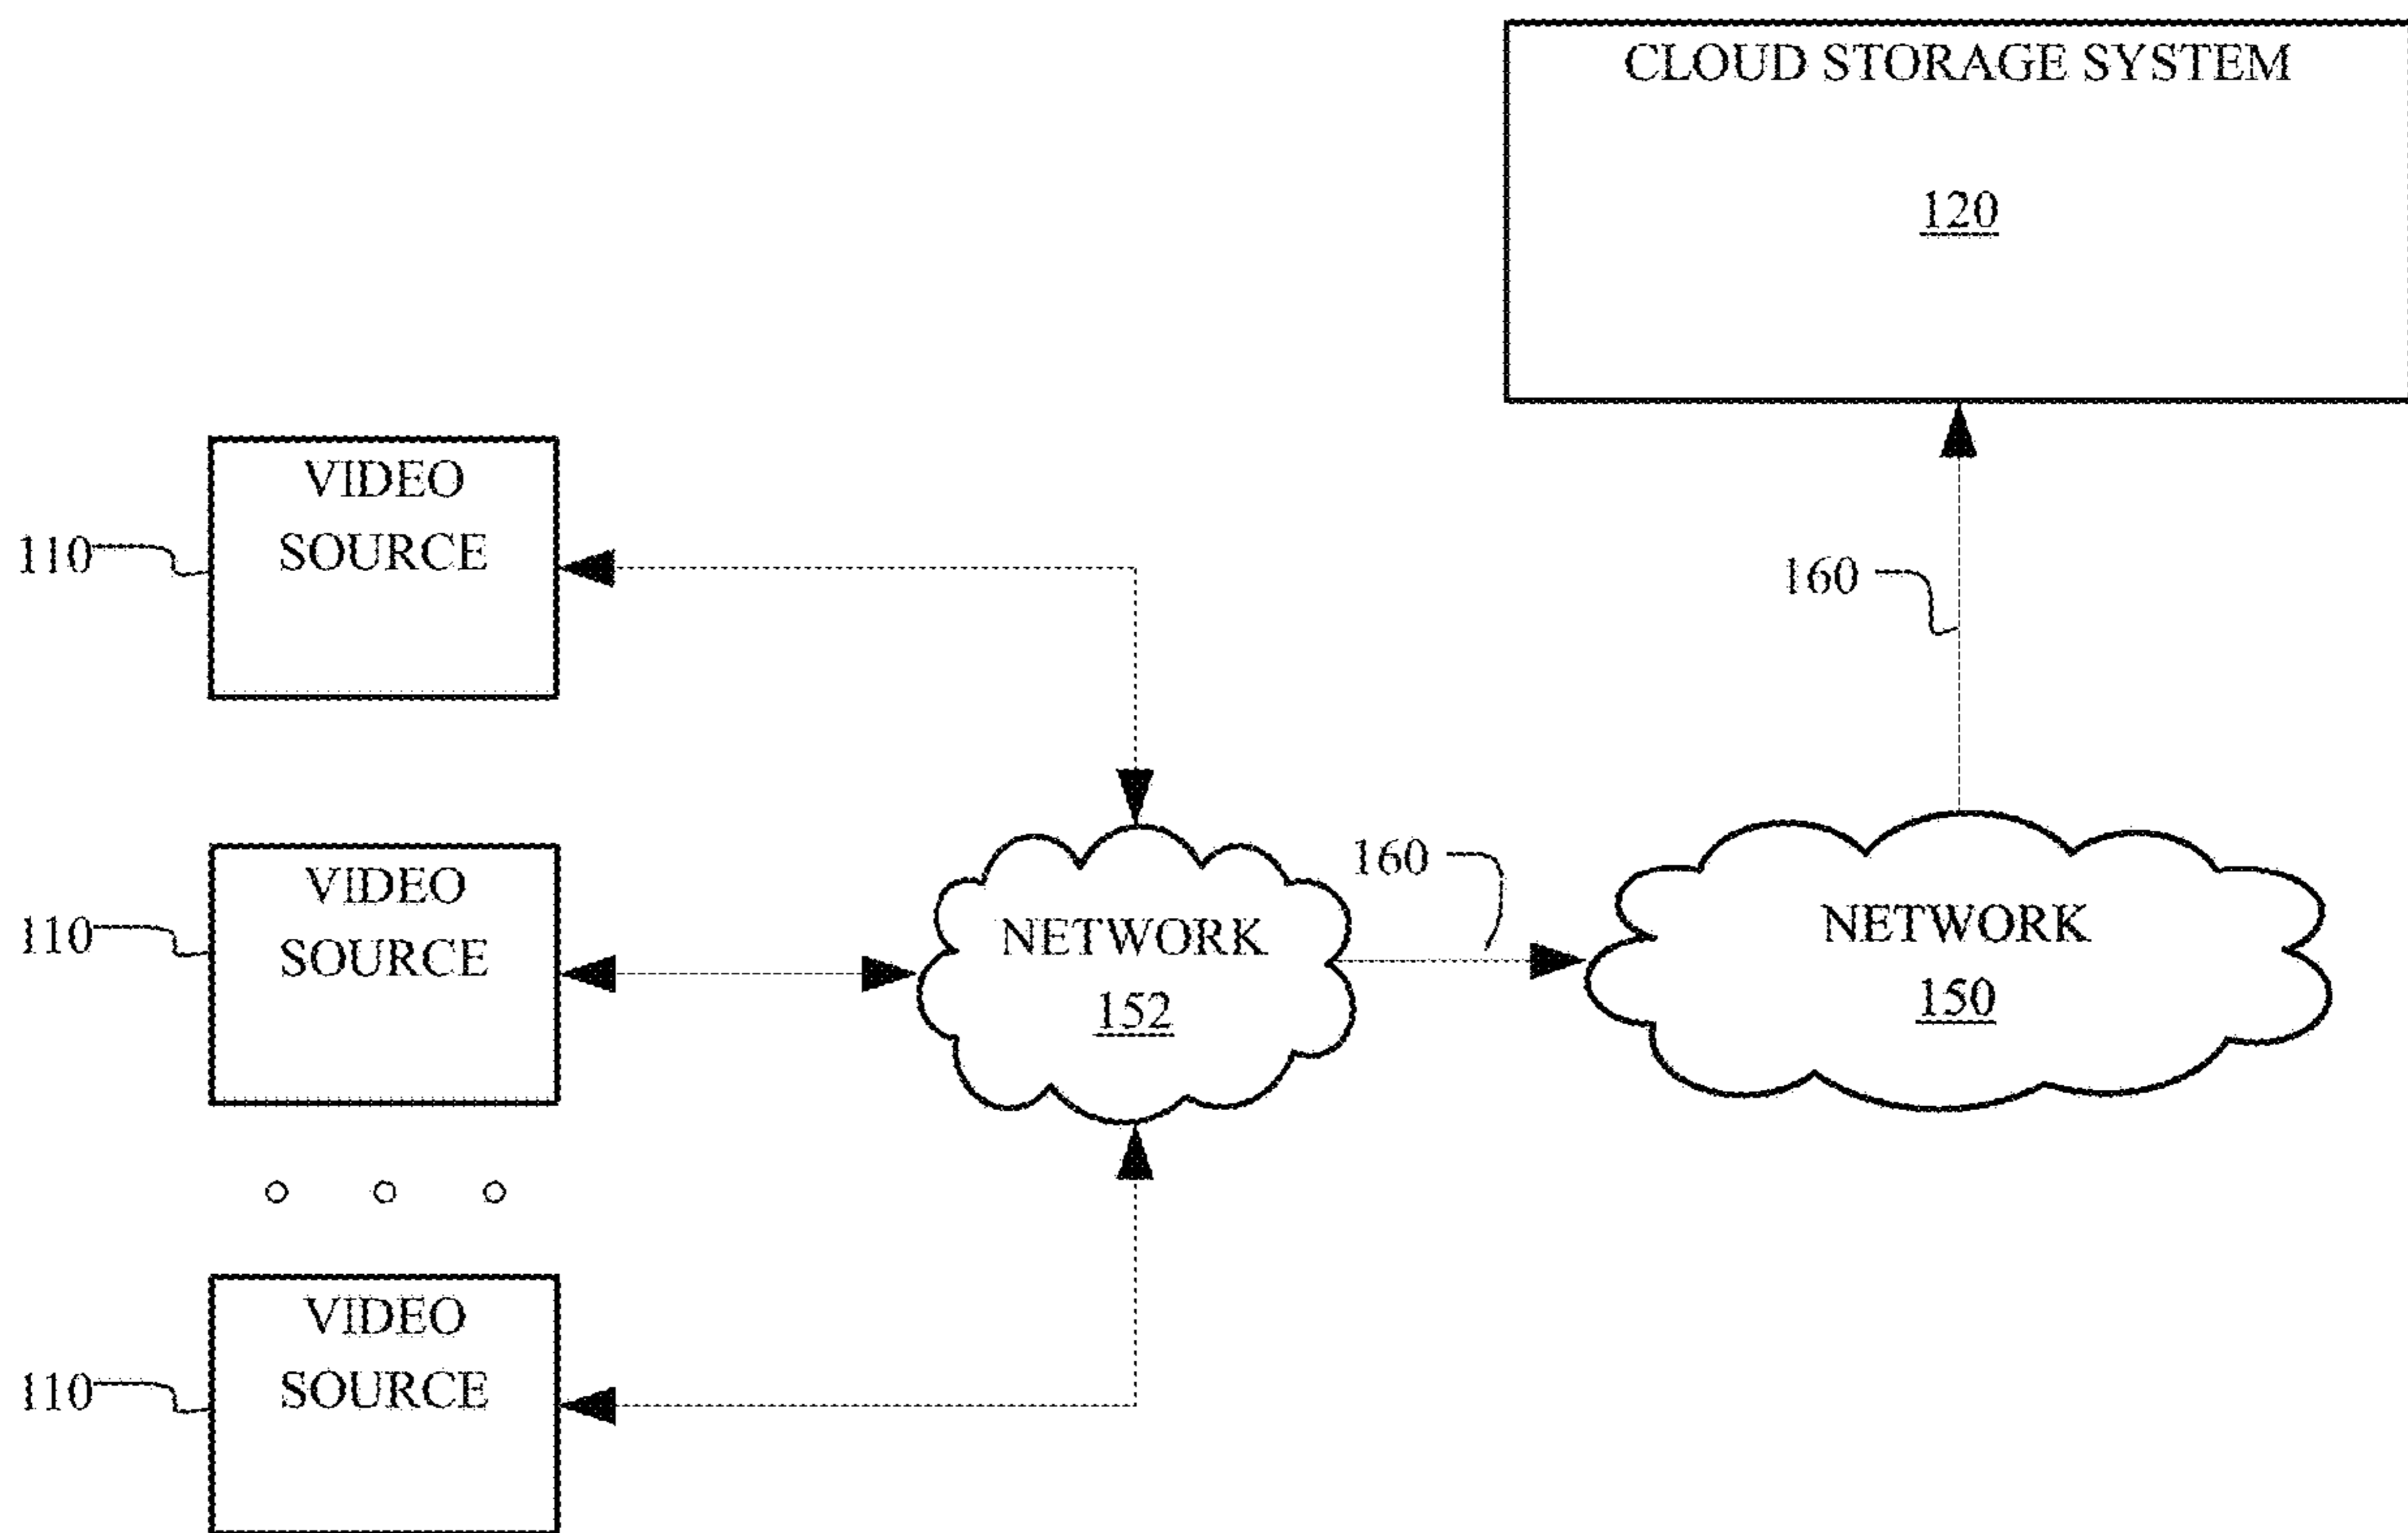 CLOUD STORAGE SYSTEM
120
VIDEO
SOURCE
110
160
VIDEO
SOURCE
110
160
NETWORK
152
NETWORK
150
VIDEO
SOURCE
110